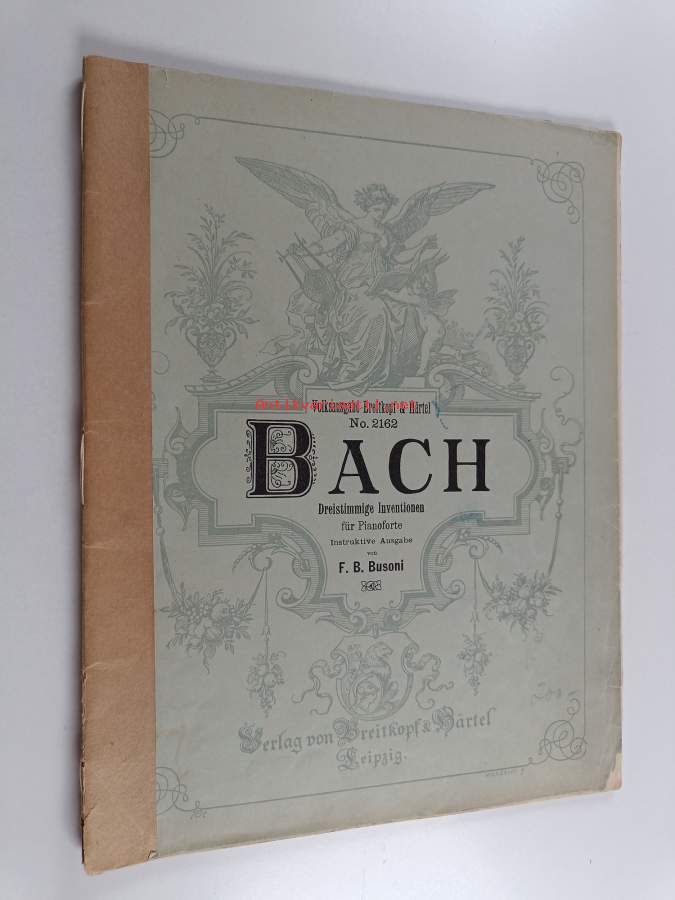 Volksausgabe Breitkopf & Härtel
No. 2162
BACH
Dreistimmige Inventionen
für Pianoforte
Instruktive Ausgabe
von
F. B. Busoni
Verlag von Breitkopf & Härtel
Leipzig.